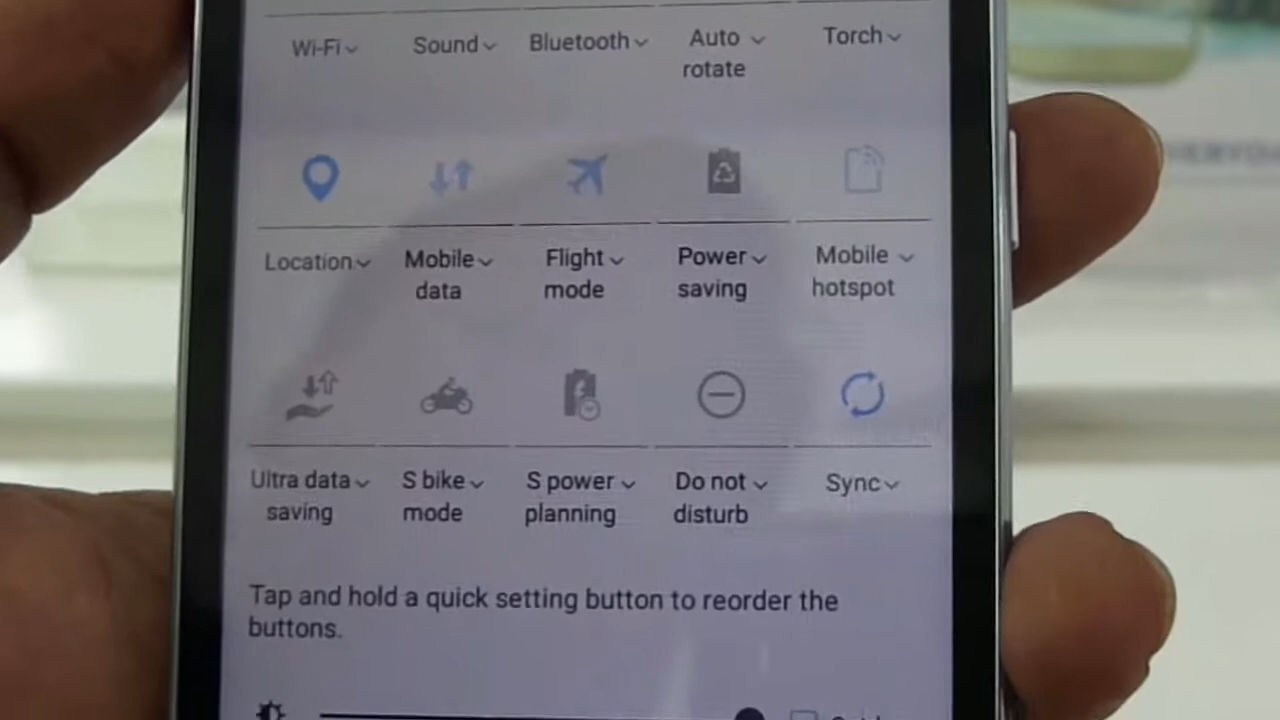 Wi-Fi Sound Bluetooth Auto rotate Torch
Location Mobile data Flight mode Power saving Mobile hotspot
Ultra data saving S bike mode S power planning Do not disturb Sync
Tap and hold a quick setting button to reorder the
buttons.